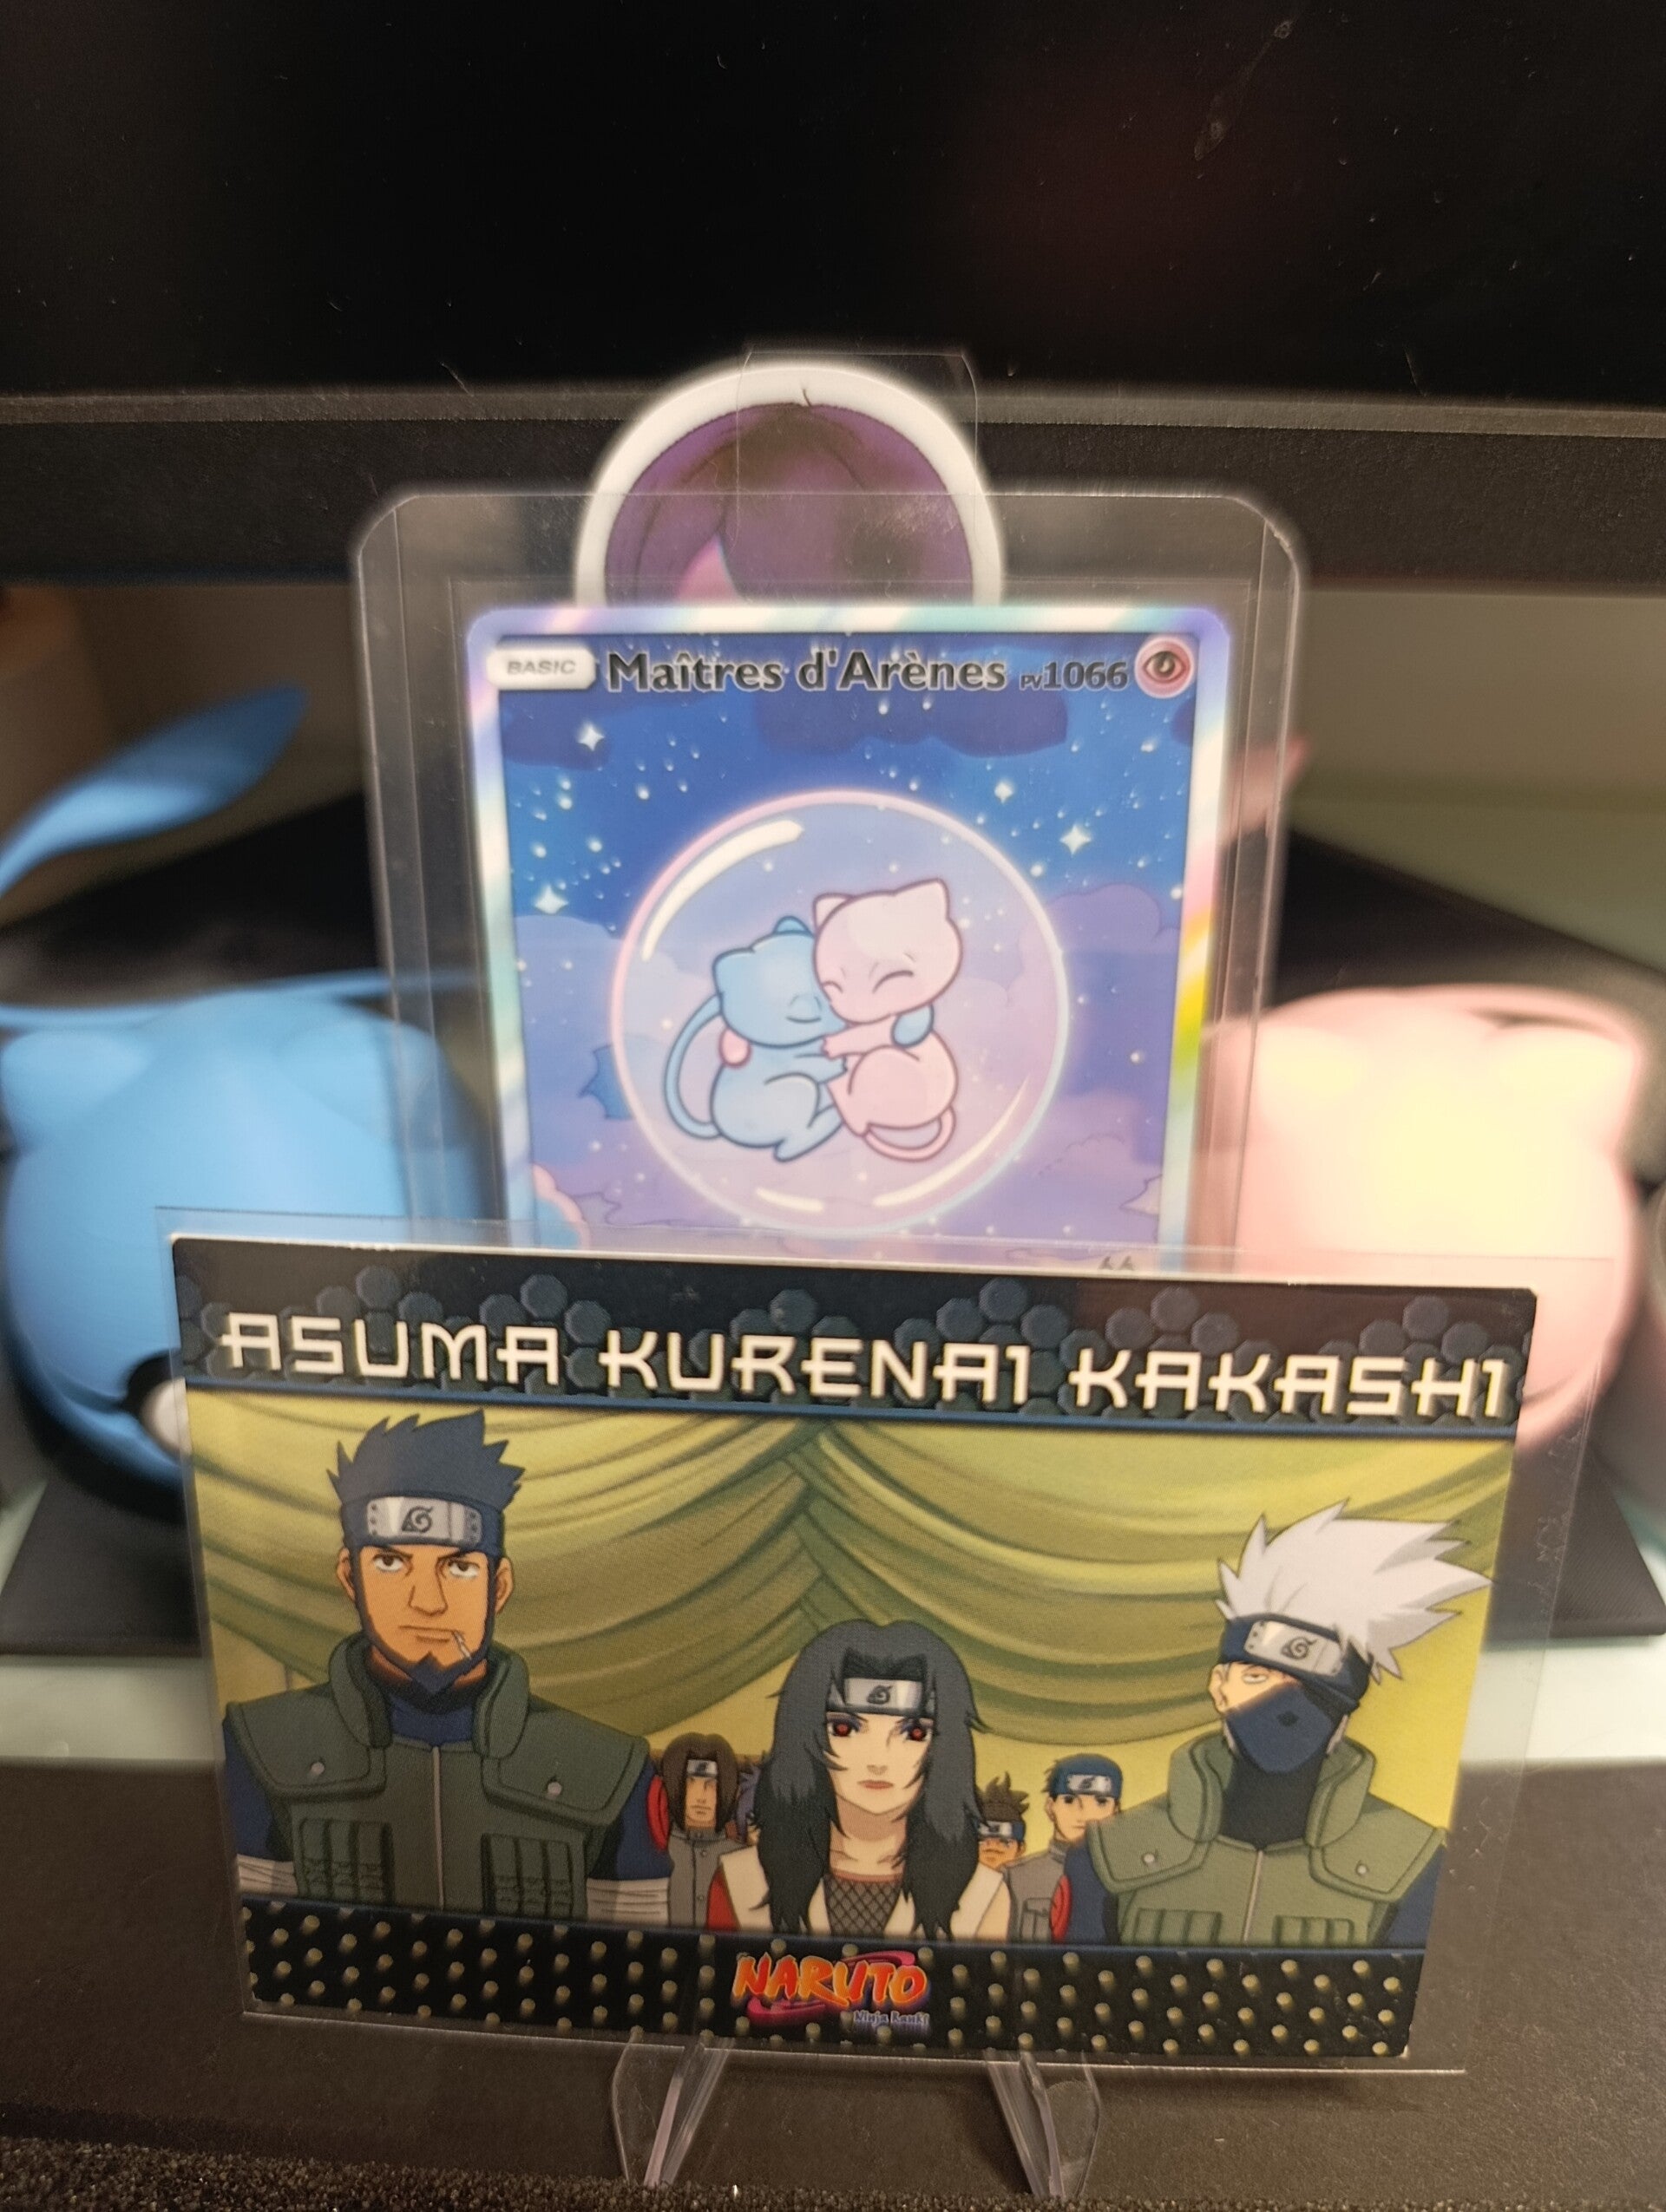 BASIC Maîtres d'Arènes PV1066
ASUMA KURENAI KAKASHI
NARUTO
Ninja Ranks